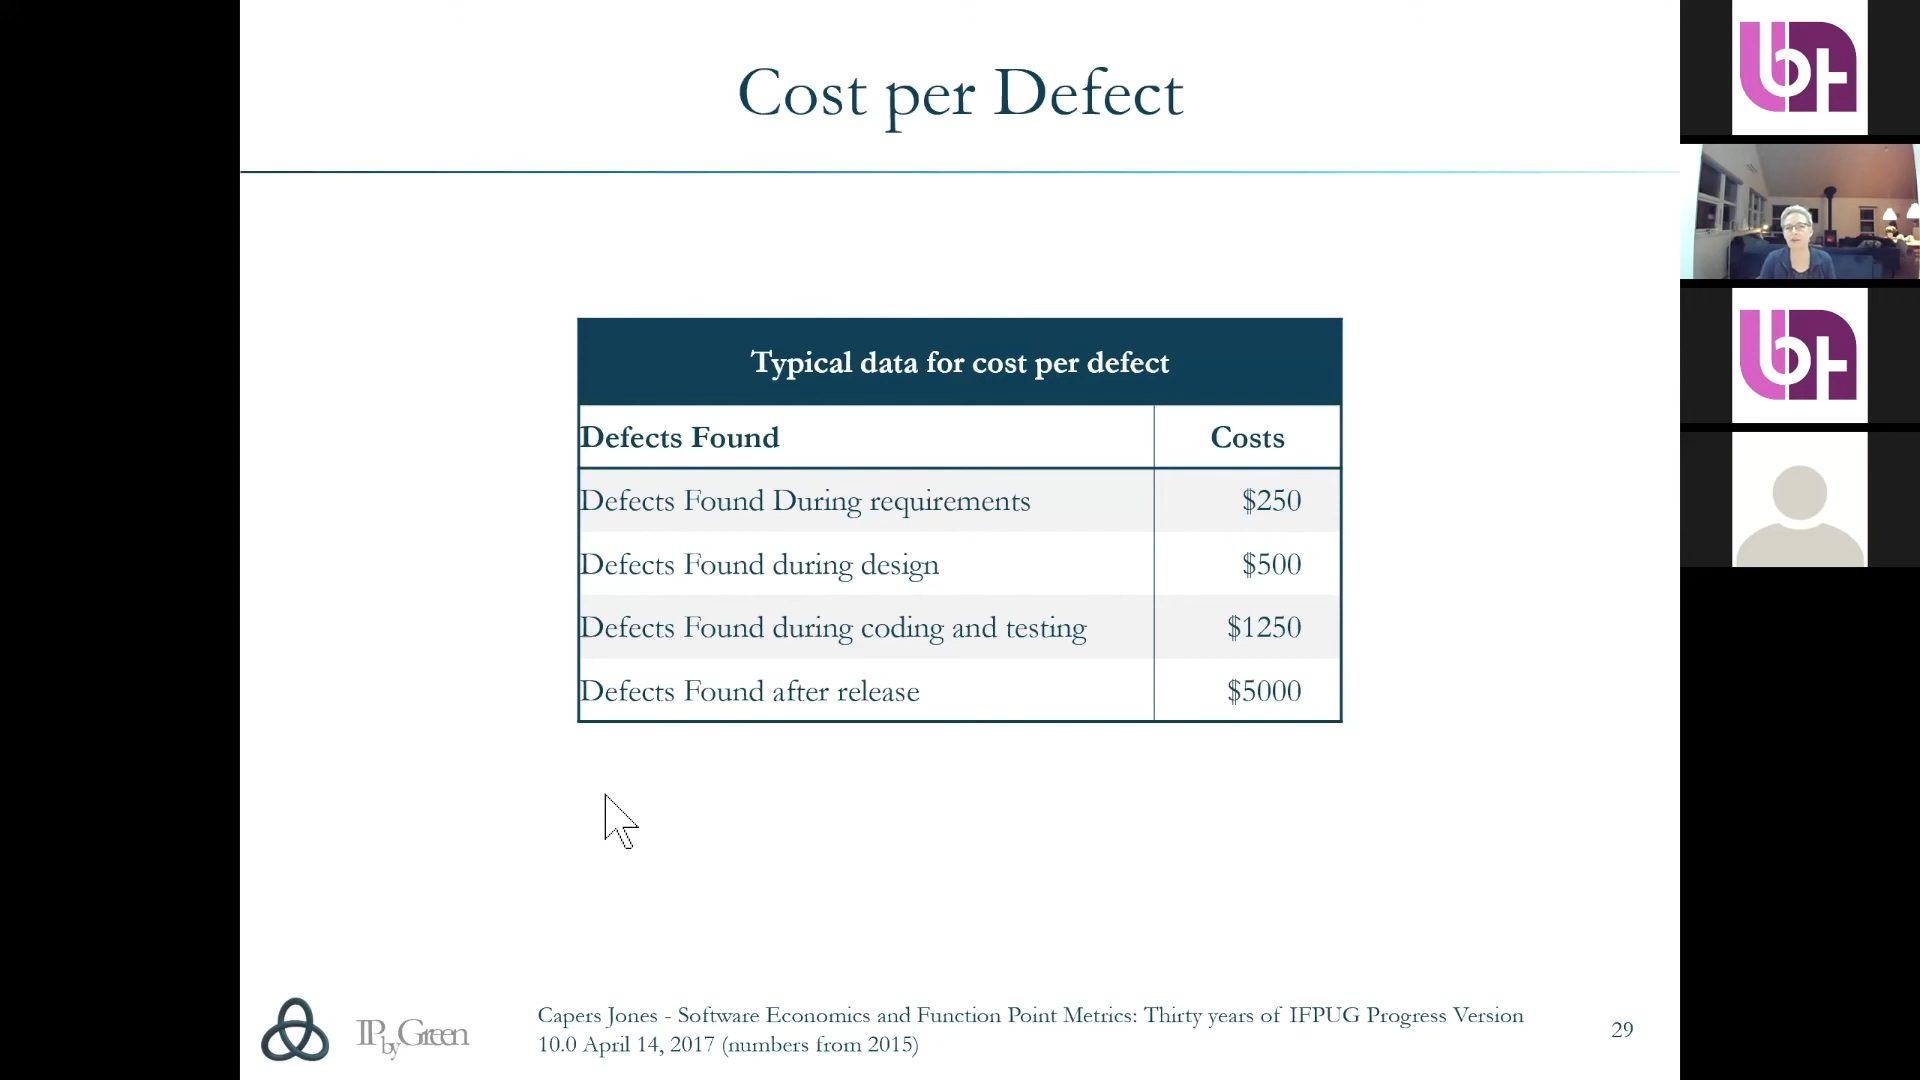 Cost per Defect
Typical data for cost per defect
Defects Found Costs
Defects Found During requirements $250
Defects Found during design $500
Defects Found during coding and testing $1250
Defects Found after release $5000
IPbyGreen
Capers Jones - Software Economics and Function Point Metrics: Thirty years of IFPUG Progress Version
10.0 April 14, 2017 (numbers from 2015)
29